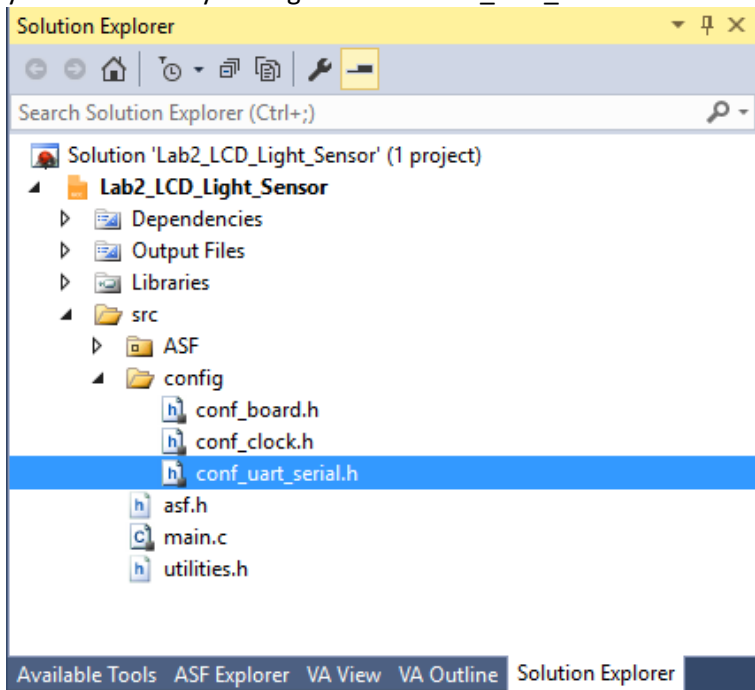 Solution Explorer
Search Solution Explorer (Ctrl+;)
Solution 'Lab2_LCD_Light_Sensor' (1 project)
Lab2_LCD_Light_Sensor
Dependencies
Output Files
Libraries
src
ASF
config
conf_board.h
conf_clock.h
conf_uart_serial.h
asf.h
main.c
utilities.h
Available Tools ASF Explorer VA View VA Outline Solution Explorer